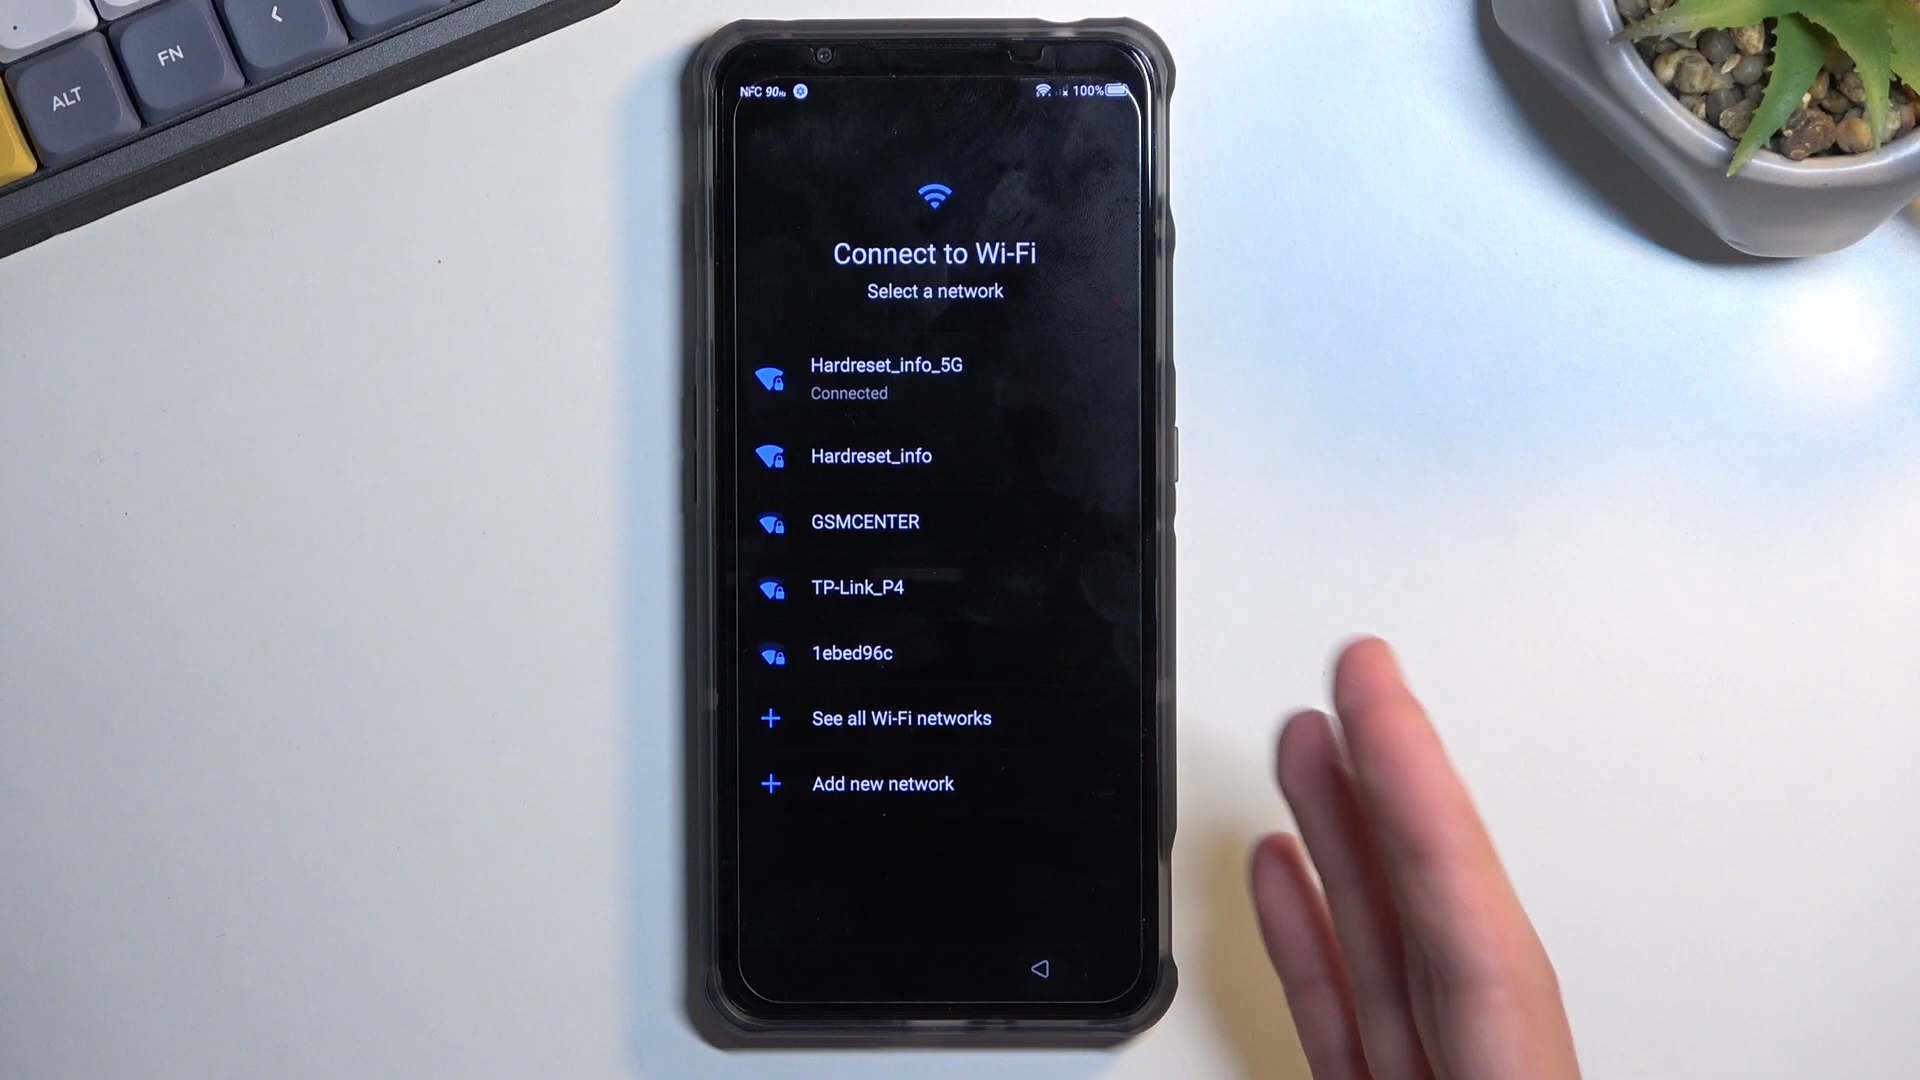 ALT
FN
<
NFC 90Hz
100%
Connect to Wi-Fi
Select a network
Hardreset_info_5G
Connected
Hardreset_info
GSMCENTER
TP-Link_P4
1ebed96c
See all Wi-Fi networks
Add new network